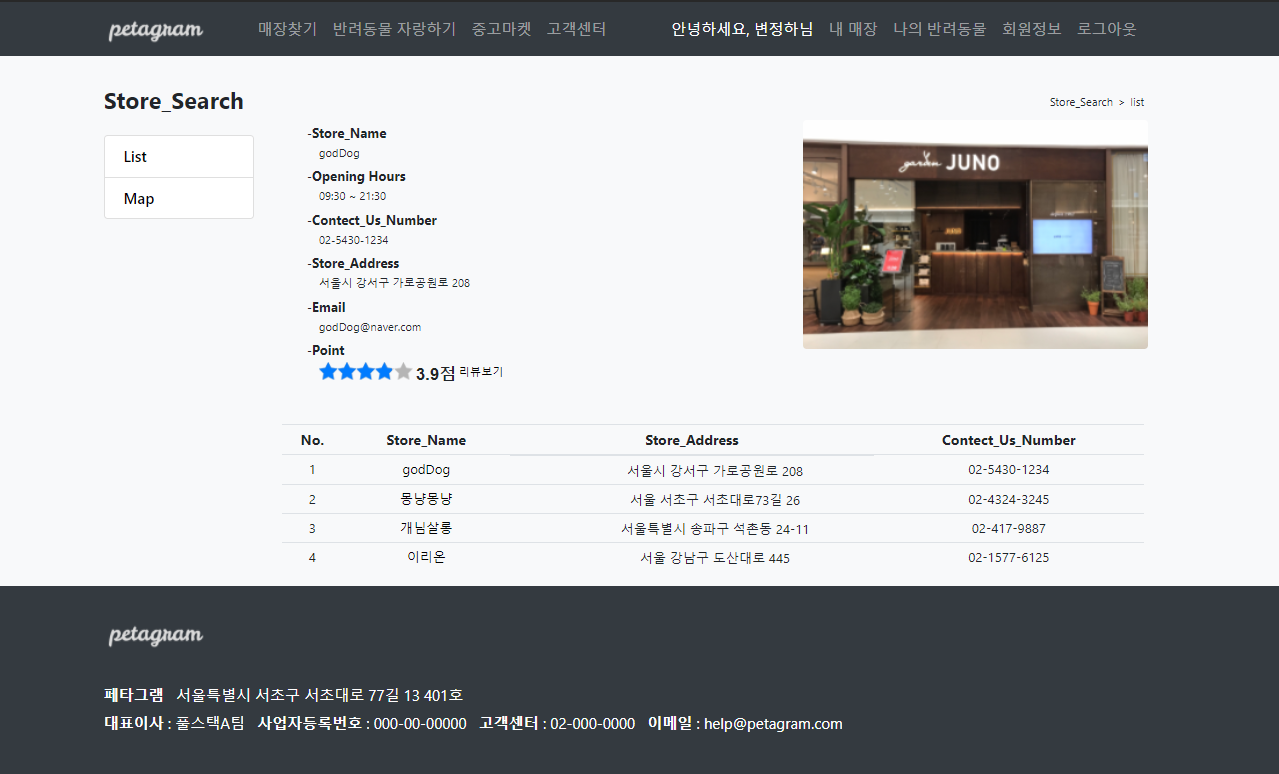 petagram 매장찾기 반려동물 자랑하기 중고마켓 고객센터 안녕하세요, 변정하님 내 매장 나의 반려동물 회원정보 로그아웃
Store_Search
Store_Search > list
List
Map
-Store_Name
godDog
-Opening Hours
09:30 ~ 21:30
-Contect_Us_Number
02-5430-1234
-Store_Address
서울시 강서구 가로공원로 208
-Email
godDog@naver.com
-Point
3.9점 리뷰보기
garden JUNO
JUNO
No. Store_Name Store_Address Contect_Us_Number
1 godDog 서울시 강서구 가로공원로 208 02-5430-1234
2 몽냥몽냥 서울 서초구 서초대로73길 26 02-4324-3245
3 개님살롱 서울특별시 송파구 석촌동 24-11 02-417-9887
4 이리온 서울 강남구 도산대로 445 02-1577-6125
petagram
페타그램 서울특별시 서초구 서초대로 77길 13 401호
대표이사 : 풀스택A팀 사업자등록번호 : 000-00-00000 고객센터 : 02-000-0000 이메일 : help@petagram.com